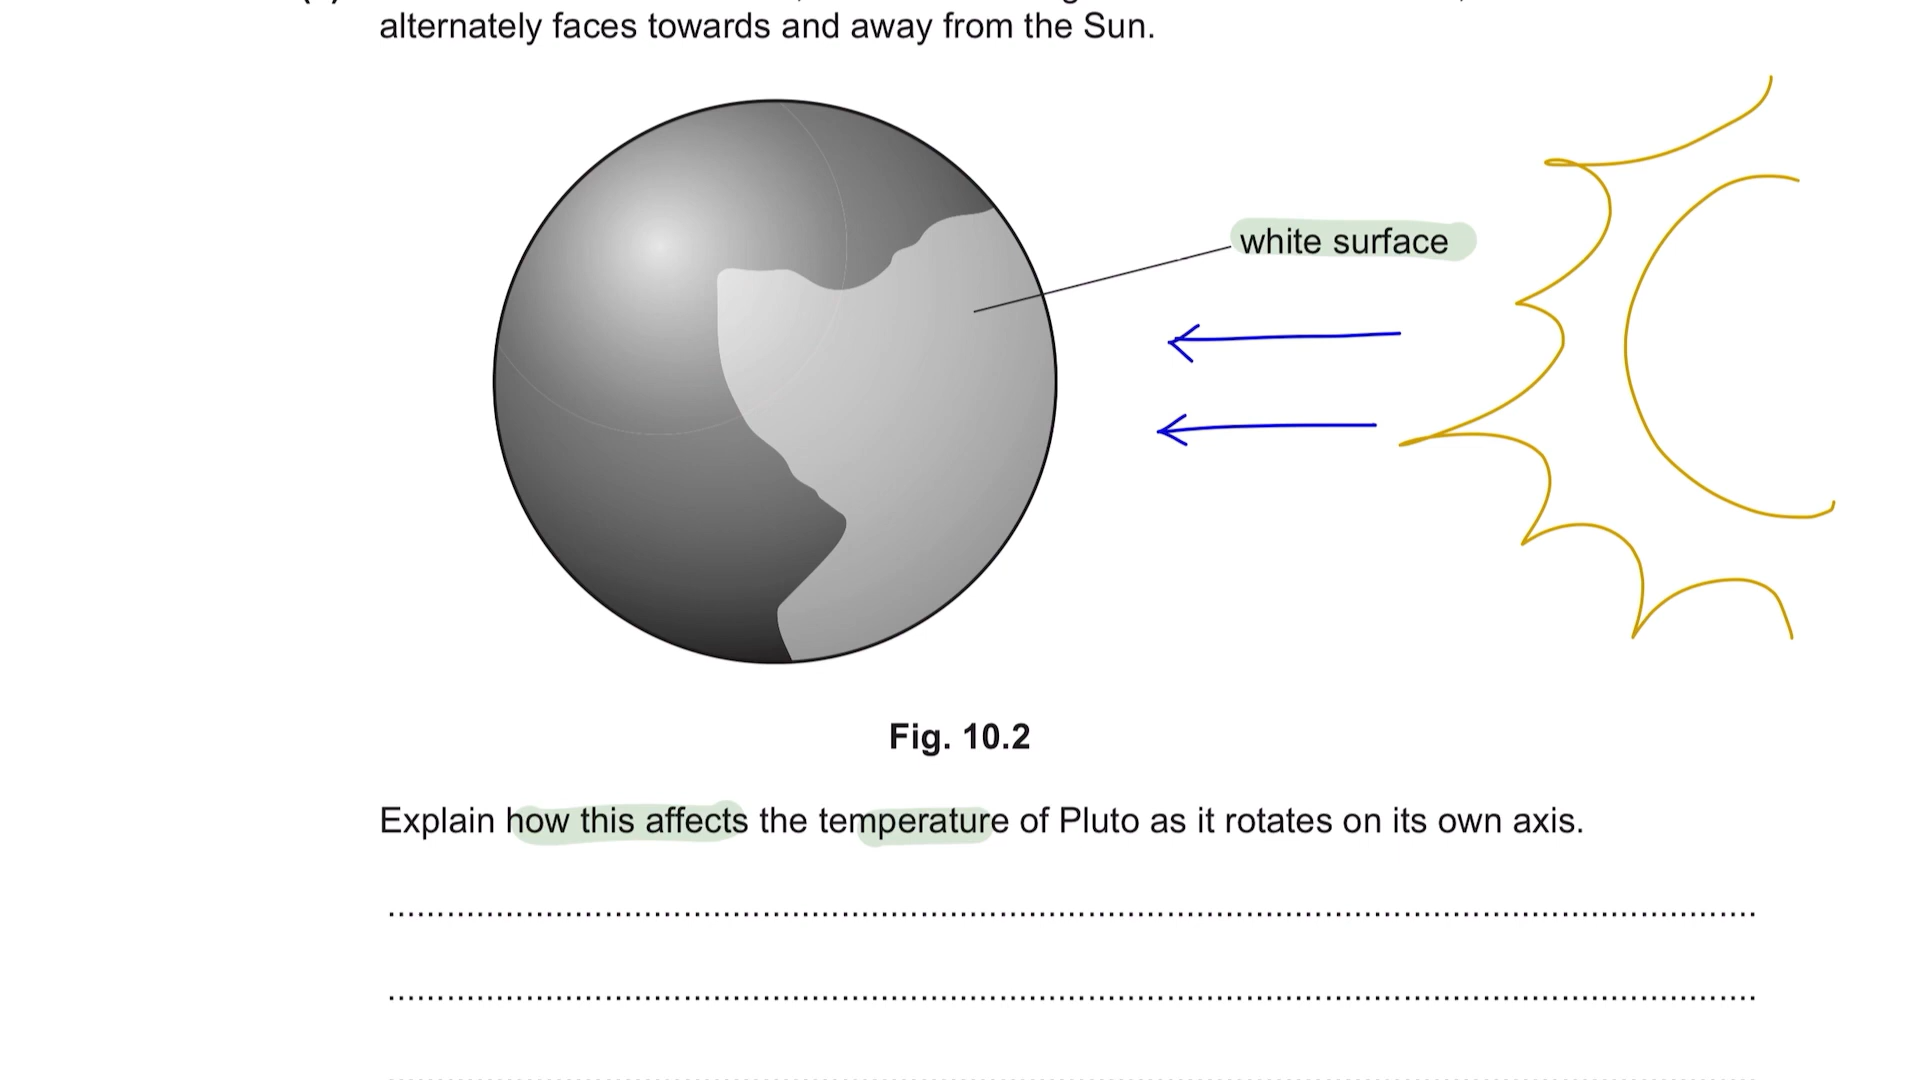 alternately faces towards and away from the Sun.
white surface
Fig. 10.2
Explain how this affects the temperature of Pluto as it rotates on its own axis.